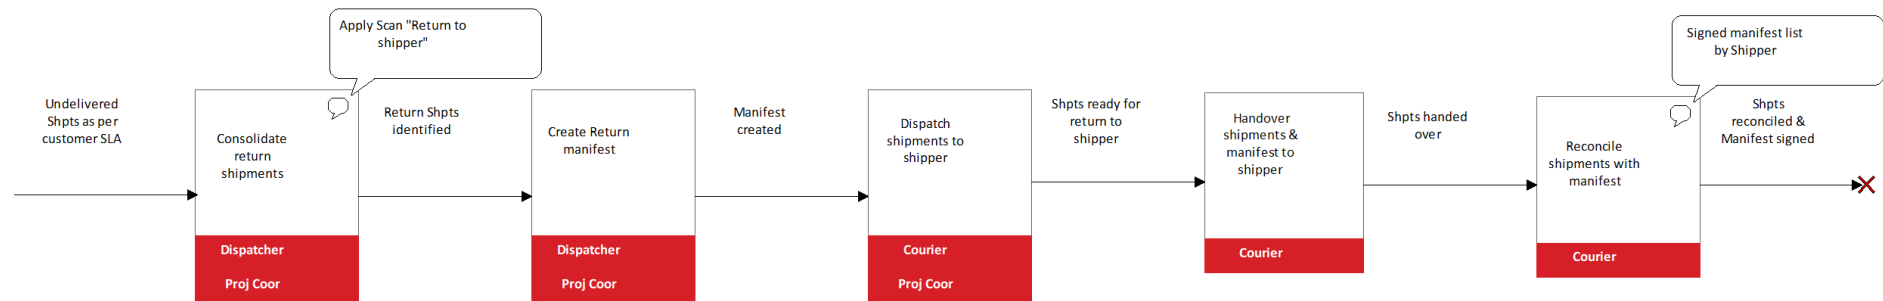 Apply Scan "Return to
shipper"
Signed manifest list
by Shipper
Undelivered
Shpts as per
customer SLA
Consolidate
return
shipments
Dispatcher
Proj Coor
Return Shpts
identified
Create Return
manifest
Dispatcher
Proj Coor
Manifest
created
Dispatch
shipments to
shipper
Courier
Proj Coor
Shpts ready for
return to
shipper
Handover
shipments &
manifest to
shipper
Courier
Shpts handed
over
Reconcile
shipments with
manifest
Courier
Shpts
reconciled &
Manifest signed